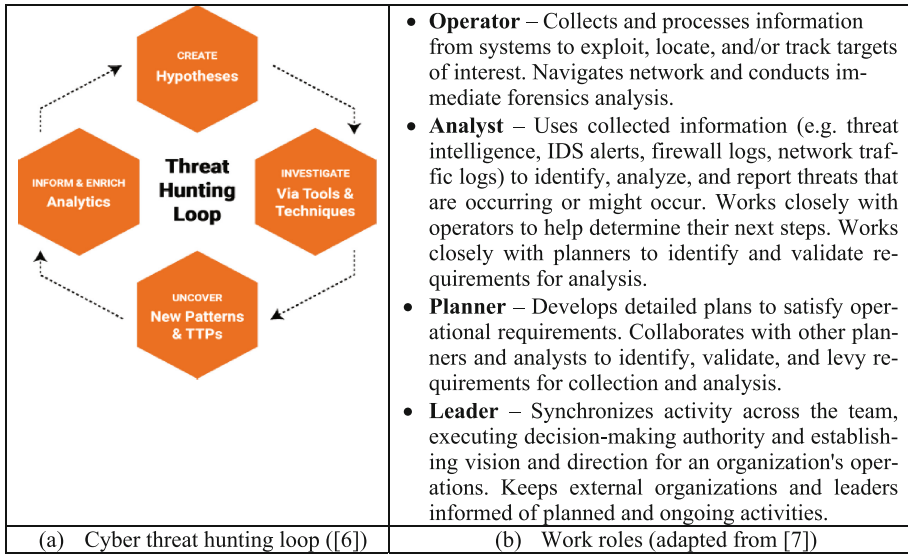 CREATE
Hypotheses
INVESTIGATE
Via Tools &
Techniques
UNCOVER
New Patterns
& TTPs
INFORM & ENRICH
Analytics
Threat
Hunting
Loop
(a) Cyber threat hunting loop ([6])
• Operator – Collects and processes information
from systems to exploit, locate, and/or track targets
of interest. Navigates network and conducts im-
mediate forensics analysis.
• Analyst – Uses collected information (e.g. threat
intelligence, IDS alerts, firewall logs, network traf-
fic logs) to identify, analyze, and report threats that
are occurring or might occur. Works closely with
operators to help determine their next steps. Works
closely with planners to identify and validate re-
quirements for analysis.
• Planner – Develops detailed plans to satisfy oper-
ational requirements. Collaborates with other plan-
ners and analysts to identify, validate, and levy re-
quirements for collection and analysis.
• Leader – Synchronizes activity across the team,
executing decision-making authority and establish-
ing vision and direction for an organization's oper-
ations. Keeps external organizations and leaders
informed of planned and ongoing activities.
(b) Work roles (adapted from [7])